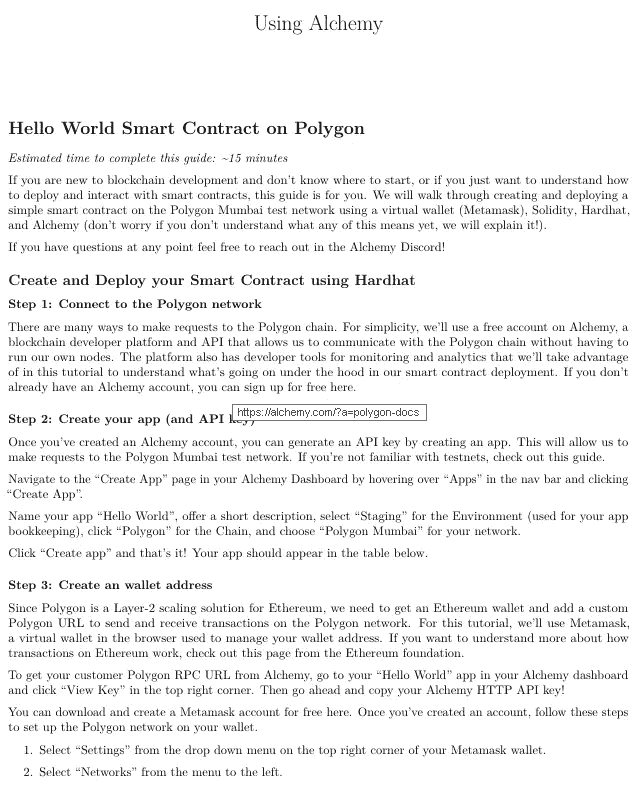 Using Alchemy
Hello World Smart Contract on Polygon
Estimated time to complete this guide: ~15 minutes
If you are new to blockchain development and don't know where to start, or if you just want to understand how
to deploy and interact with smart contracts, this guide is for you. We will walk through creating and deploying a
simple smart contract on the Polygon Mumbai test network using a virtual wallet (Metamask), Solidity, Hardhat,
and Alchemy (don't worry if you don't understand what any of this means yet, we will explain it!).
If you have questions at any point feel free to reach out in the Alchemy Discord!
Create and Deploy your Smart Contract using Hardhat
Step 1: Connect to the Polygon network
There are many ways to make requests to the Polygon chain. For simplicity, we'll use a free account on Alchemy, a
blockchain developer platform and API that allows us to communicate with the Polygon chain without having to
run our own nodes. The platform also has developer tools for monitoring and analytics that we'll take advantage
of in this tutorial to understand what's going on under the hood in our smart contract deployment. If you don't
already have an Alchemy account, you can sign up for free here.
https://alchemy.com/?a=polygon-docs
Step 2: Create your app (and API key)
Once you've created an Alchemy account, you can generate an API key by creating an app. This will allow us to
make requests to the Polygon Mumbai test network. If you're not familiar with testnets, check out this guide.
Navigate to the “Create App” page in your Alchemy Dashboard by hovering over “Apps” in the nav bar and clicking
“Create App”.
Name your app “Hello World”, offer a short description, select “Staging” for the Environment (used for your app
bookkeeping), click “Polygon” for the Chain, and choose “Polygon Mumbai” for your network.
Click “Create app” and that's it! Your app should appear in the table below.
Step 3: Create an wallet address
Since Polygon is a Layer-2 scaling solution for Ethereum, we need to get an Ethereum wallet and add a custom
Polygon URL to send and receive transactions on the Polygon network. For this tutorial, we'll use Metamask,
a virtual wallet in the browser used to manage your wallet address. If you want to understand more about how
transactions on Ethereum work, check out this page from the Ethereum foundation.
To get your customer Polygon RPC URL from Alchemy, go to your “Hello World” app in your Alchemy dashboard
and click “View Key” in the top right corner. Then go ahead and copy your Alchemy HTTP API key!
You can download and create a Metamask account for free here. Once you've created an account, follow these steps
to set up the Polygon network on your wallet.
1. Select “Settings” from the drop down menu on the top right corner of your Metamask wallet.
2. Select “Networks” from the menu to the left.